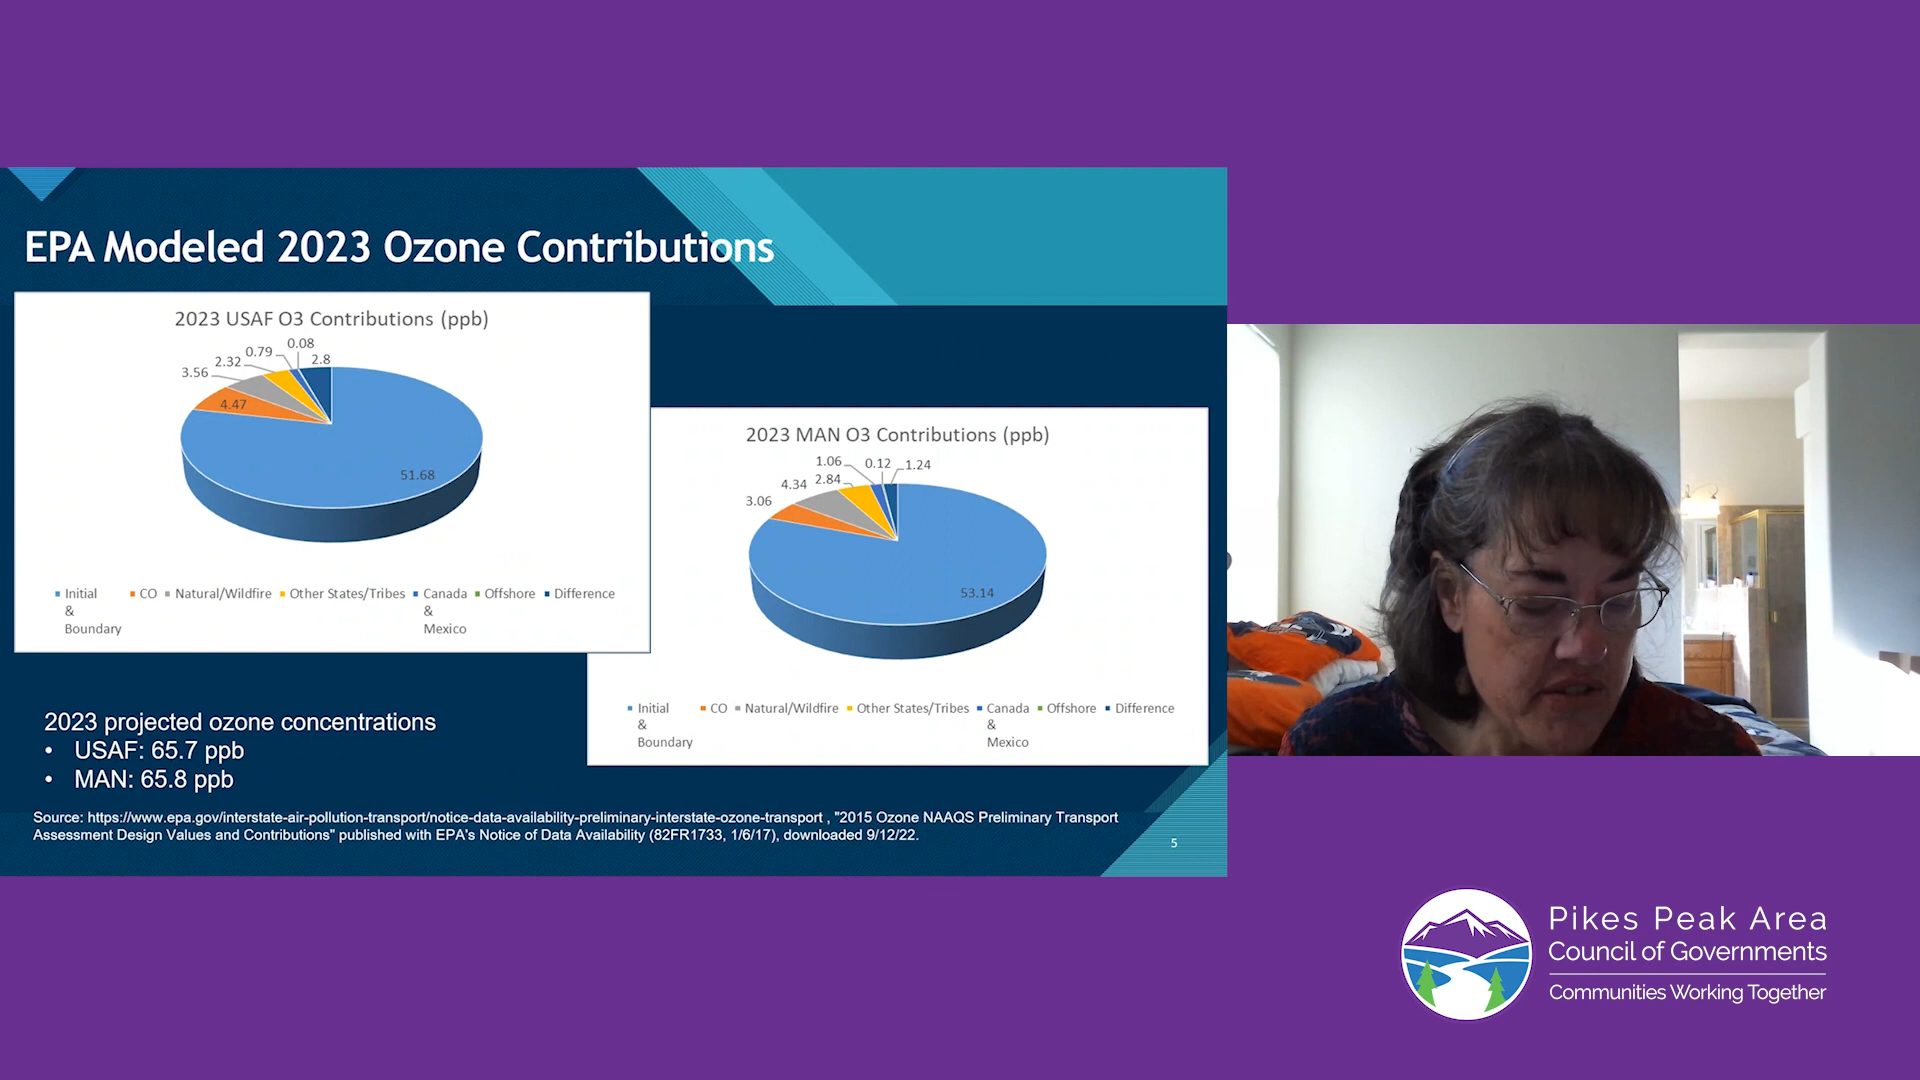 EPA Modeled 2023 Ozone Contributions
2023 USAF O3 Contributions (ppb)
0.08
0.79
2.8
2.32
3.56
4.47
51.68
Initial & Boundary
CO
Natural/Wildfire
Other States/Tribes
Canada & Mexico
Offshore
Difference
2023 MAN O3 Contributions (ppb)
1.06
0.12
1.24
2.84
4.34
3.06
53.14
Initial & Boundary
CO
Natural/Wildfire
Other States/Tribes
Canada & Mexico
Offshore
Difference
2023 projected ozone concentrations
• USAF: 65.7 ppb
• MAN: 65.8 ppb
Source: https://www.epa.gov/interstate-air-pollution-transport/notice-data-availability-preliminary-interstate-ozone-transport , "2015 Ozone NAAQS Preliminary Transport
Assessment Design Values and Contributions" published with EPA's Notice of Data Availability (82FR1733, 1/6/17), downloaded 9/12/22.
5
Pikes Peak Area
Council of Governments
Communities Working Together